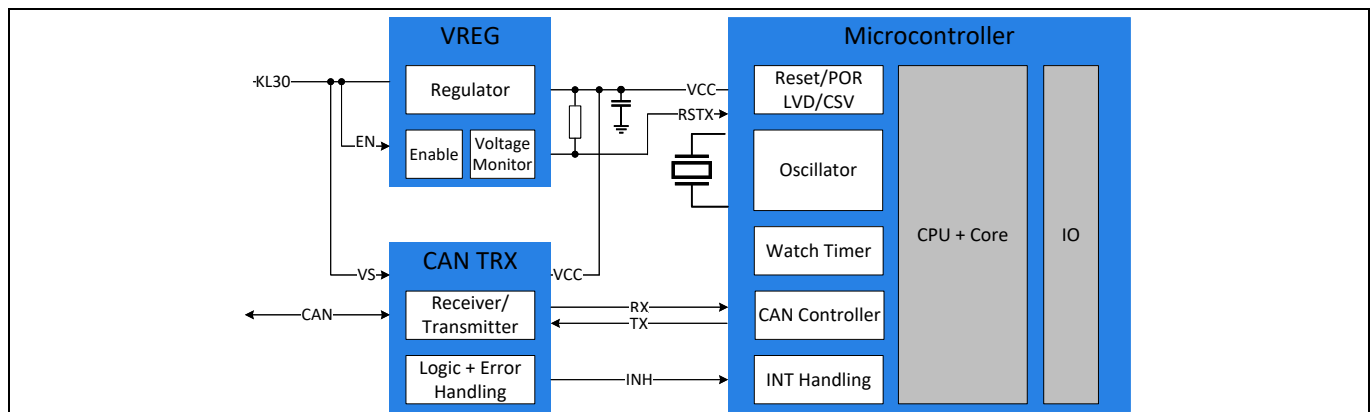 VREG
Microcontroller
KL30
Regulator
VCC
Reset/POR
LVD/CSV
RSTX
EN
Enable
Voltage
Monitor
Oscillator
CPU + Core
IO
Watch Timer
CAN TRX
VS
VCC
CAN
Receiver/
Transmitter
RX
TX
CAN Controller
Logic + Error
Handling
INH
INT Handling